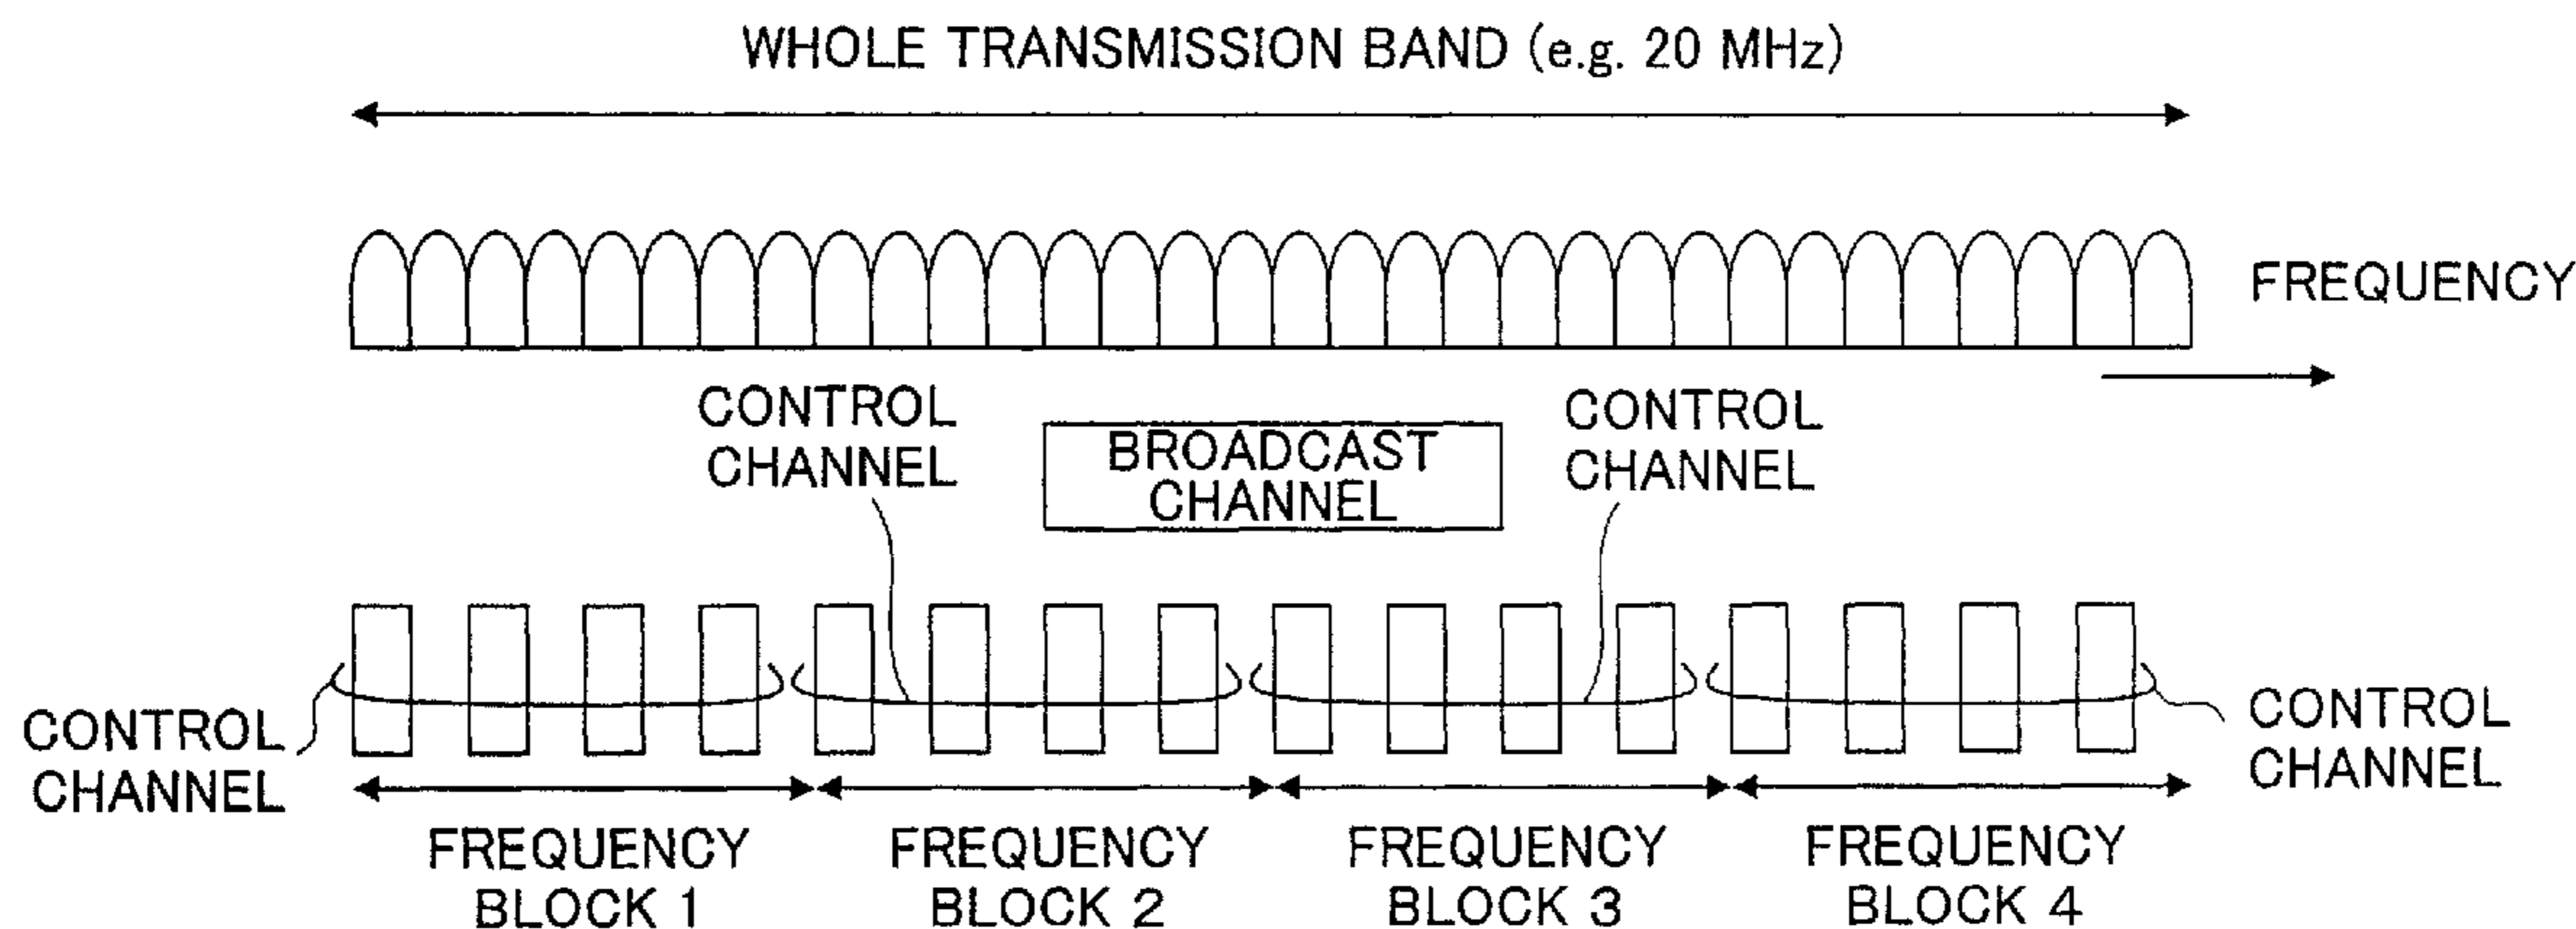 WHOLE TRANSMISSION BAND (e.g. 20 MHz)
FREQUENCY
CONTROL
CHANNEL
BROADCAST
CHANNEL
CONTROL
CHANNEL
CONTROL
CHANNEL
CONTROL
CHANNEL
FREQUENCY
BLOCK 1
FREQUENCY
BLOCK 2
FREQUENCY
BLOCK 3
FREQUENCY
BLOCK 4